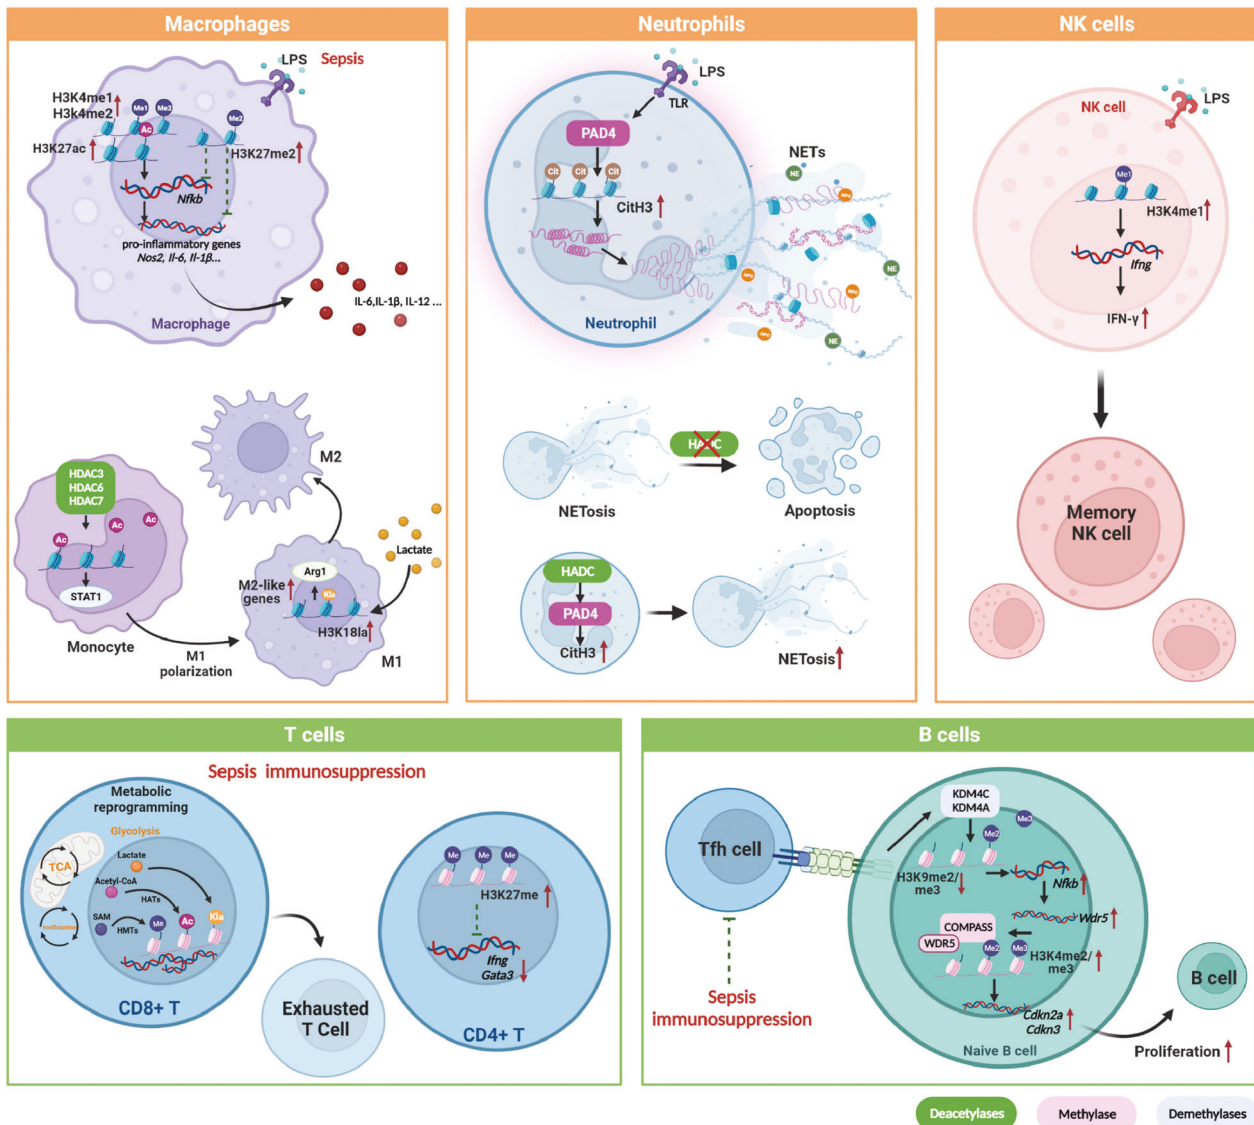 Macrophages
LPS
Sepsis
H3K4me1
H3k4me2
Me1
Me2
Ac
Me2
H3K27ac
H3K27me2
Nfkb
pro-inflammatory genes
Nos2, Il-6, Il-1β...
IL-6,IL-1β, IL-12 ...
Macrophage
M2
HDAC3
HDAC6
HDAC7
Ac
Ac
Ac
STAT1
Monocyte
M1
polarization
Lactate
Arg1
M2-like
genes
Kla
H3K18la
M1
Neutrophils
LPS
TLR
PAD4
Cit
Cit
Cit
CitH3
NETs
NE
MPO
MPO
NE
MPO
MPO
NE
Neutrophil
HADC
NETosis
Apoptosis
HADC
PAD4
CitH3
NETosis
NK cells
NK cell
LPS
Me1
H3K4me1
Ifng
IFN-γ
Memory
NK cell
T cells
Sepsis immunosuppression
Metabolic
reprogramming
Glycolysis
TCA
Lactate
Acetyl-CoA
HATs
methionine
SAM
HMTs
Me
Ac
Kla
CD8+ T
Exhausted
T Cell
Me
Me
Me
H3K27me
Ifng
Gata3
CD4+ T
B cells
Tfh cell
Sepsis
immunosuppression
KDM4C
KDM4A
Me3
Me2
H3K9me2/
me3
Nfkb
Wdr5
COMPASS
WDR5
Me2
Me3
H3K4me2/
me3
Cdkn2a
Cdkn3
Naive B cell
B cell
Proliferation
Deacetylases
Methylase
Demethylases